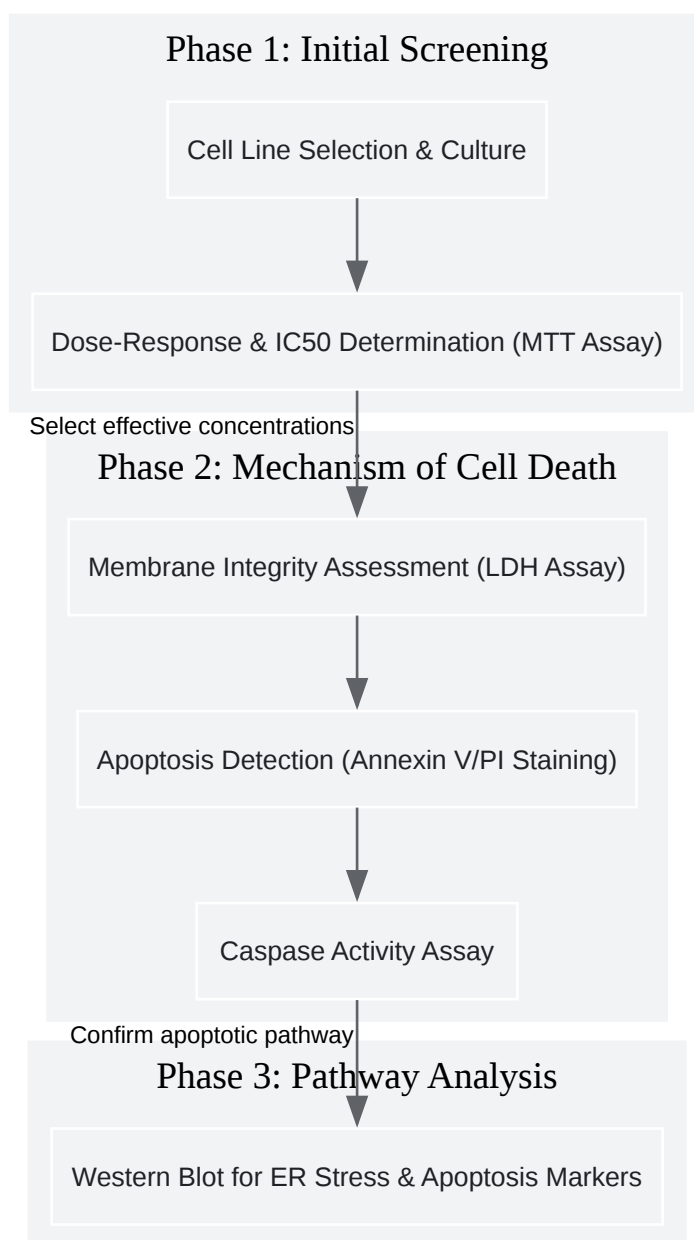 Phase 1: Initial Screening
Cell Line Selection & Culture
Dose-Response & IC50 Determination (MTT Assay)
Select effective concentrations
Phase 2: Mechanism of Cell Death
Membrane Integrity Assessment (LDH Assay)
Apoptosis Detection (Annexin V/PI Staining)
Caspase Activity Assay
Confirm apoptotic pathway
Phase 3: Pathway Analysis
Western Blot for ER Stress & Apoptosis Markers